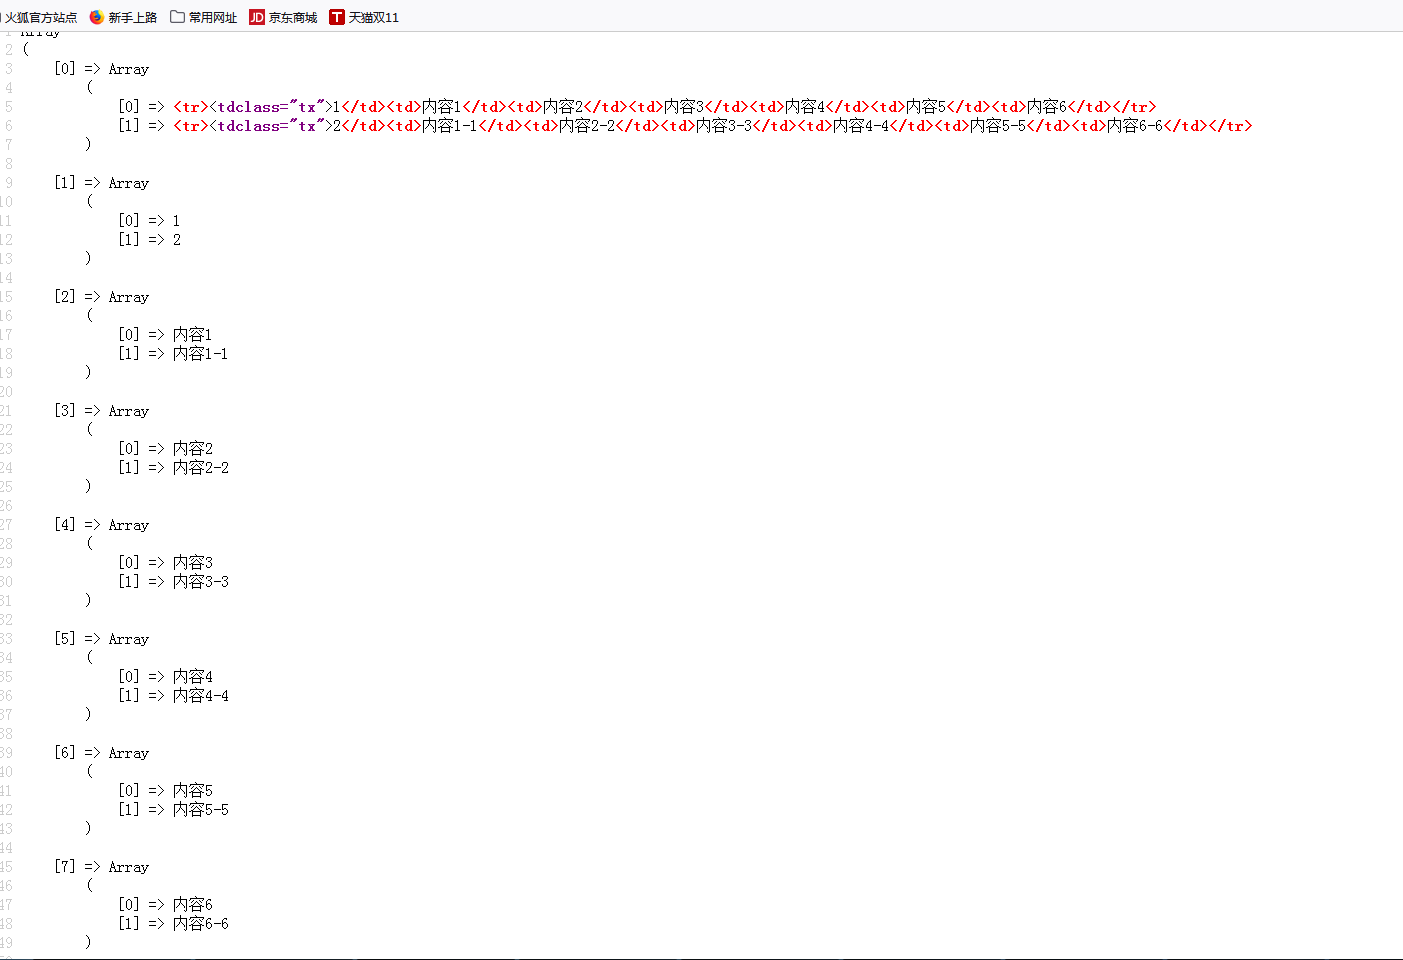 火狐官方站点 新手上路 常用网址 JD 京东商城 T 天猫双11
1 Array
2 (
3 [0] => Array
4 (
5 [0] => <tr><tdclass="tx">1</td><td>内容1</td><td>内容2</td><td>内容3</td><td>内容4</td><td>内容5</td><td>内容6</td></tr>
6 [1] => <tr><tdclass="tx">2</td><td>内容1-1</td><td>内容2-2</td><td>内容3-3</td><td>内容4-4</td><td>内容5-5</td><td>内容6-6</td></tr>
7 )
8
9 [1] => Array
10 (
11 [0] => 1
12 [1] => 2
13 )
14
15 [2] => Array
16 (
17 [0] => 内容1
18 [1] => 内容1-1
19 )
20
21 [3] => Array
22 (
23 [0] => 内容2
24 [1] => 内容2-2
25 )
26
27 [4] => Array
28 (
29 [0] => 内容3
30 [1] => 内容3-3
31 )
32
33 [5] => Array
34 (
35 [0] => 内容4
36 [1] => 内容4-4
37 )
38
39 [6] => Array
40 (
41 [0] => 内容5
42 [1] => 内容5-5
43 )
44
45 [7] => Array
46 (
47 [0] => 内容6
48 [1] => 内容6-6
49 )